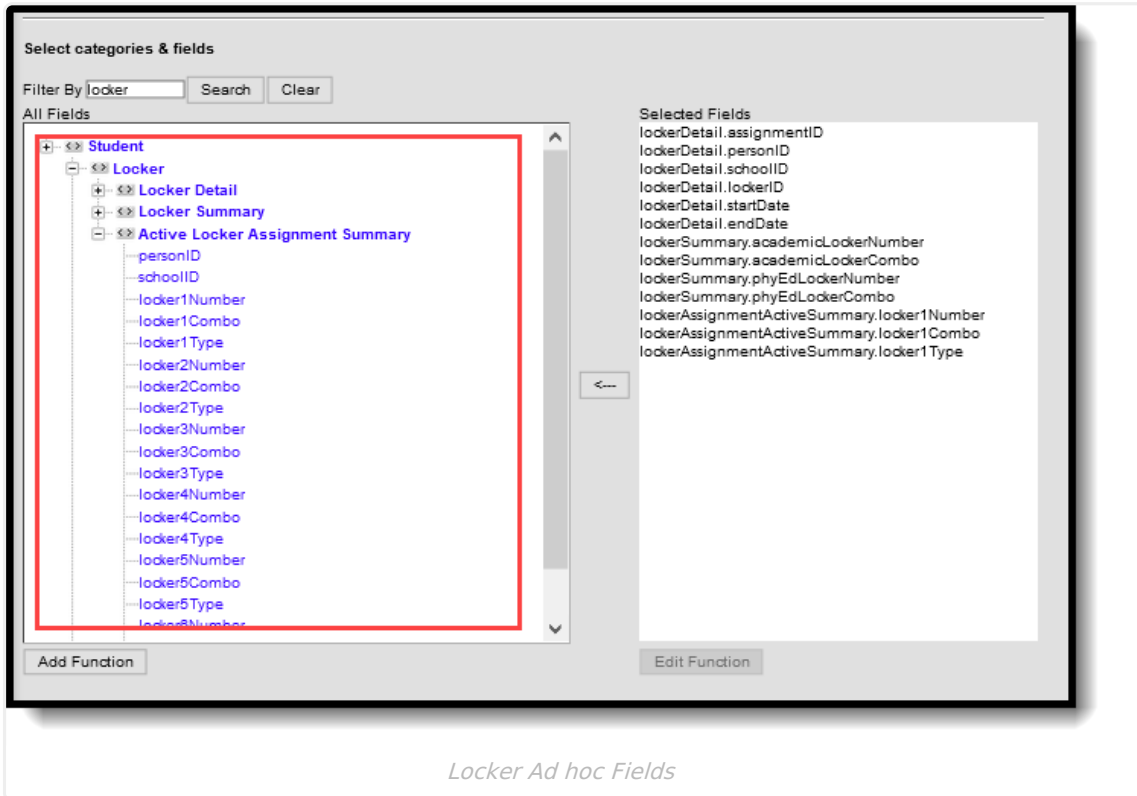 Select categories & fields
Filter By locker Search Clear
All Fields
Student
Locker
Locker Detail
Locker Summary
Active Locker Assignment Summary
personID
schoolID
locker1Number
locker1Combo
locker1Type
locker2Number
locker2Combo
locker2Type
locker3Number
locker3Combo
locker3Type
locker4Number
locker4Combo
locker4Type
locker5Number
locker5Combo
locker5Type
locker6Number
Add Function
<---
Selected Fields
lockerDetail.assignmentID
lockerDetail.personID
lockerDetail.schoolID
lockerDetail.lockerID
lockerDetail.startDate
lockerDetail.endDate
lockerSummary.academicLockerNumber
lockerSummary.academicLockerCombo
lockerSummary.phyEdLockerNumber
lockerSummary.phyEdLockerCombo
lockerAssignmentActiveSummary.locker1Number
lockerAssignmentActiveSummary.locker1Combo
lockerAssignmentActiveSummary.locker1Type
Edit Function
Locker Ad hoc Fields